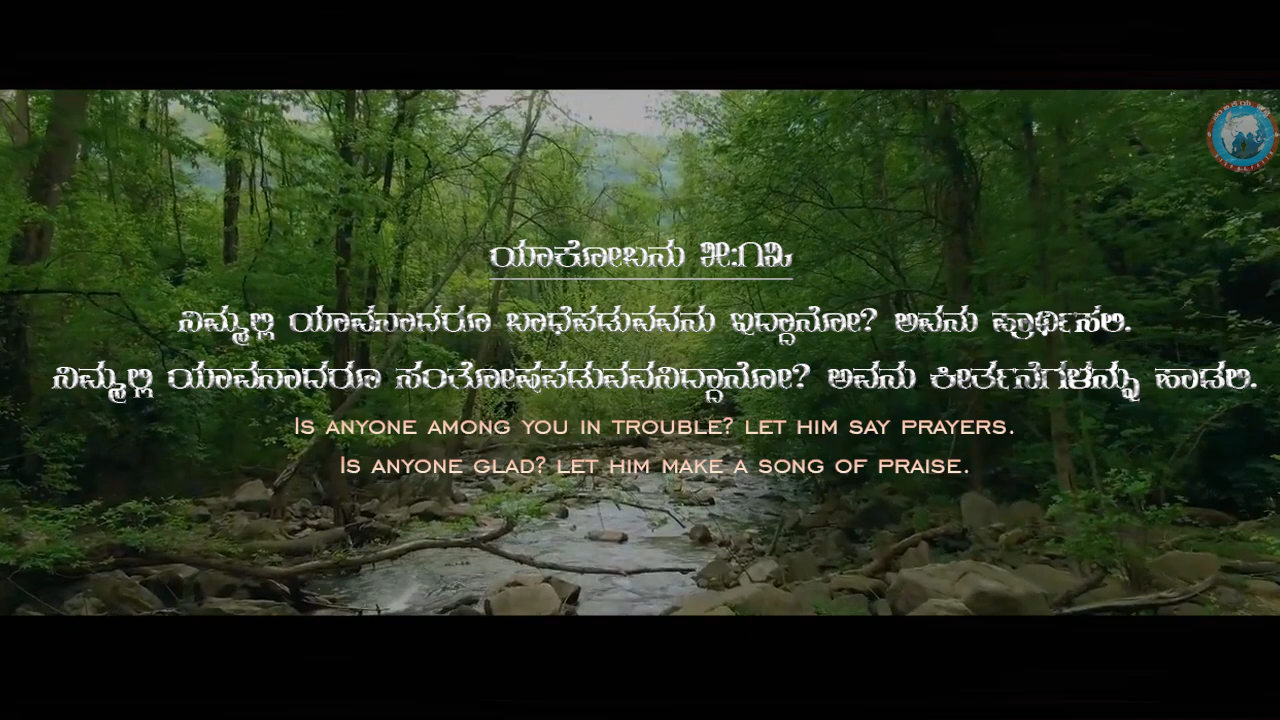 ಯಾಕೋಬನು ೫:೧೩
ನಿಮ್ಮಲ್ಲಿ ಯಾವನಾದರೂ ಬಾಧೆಪಡುವವನು ಇದ್ದಾನೋ? ಅವನು ಪ್ರಾರ್ಥಿಸಲಿ.
ನಿಮ್ಮಲ್ಲಿ ಯಾವನಾದರೂ ಸಂತೋಷಪಡುವವನಿದ್ದಾನೋ? ಅವನು ಕೀರ್ತನೆಗಳನ್ನು ಹಾಡಲಿ.
Is anyone among you in trouble? let him say prayers.
Is anyone glad? let him make a song of praise.